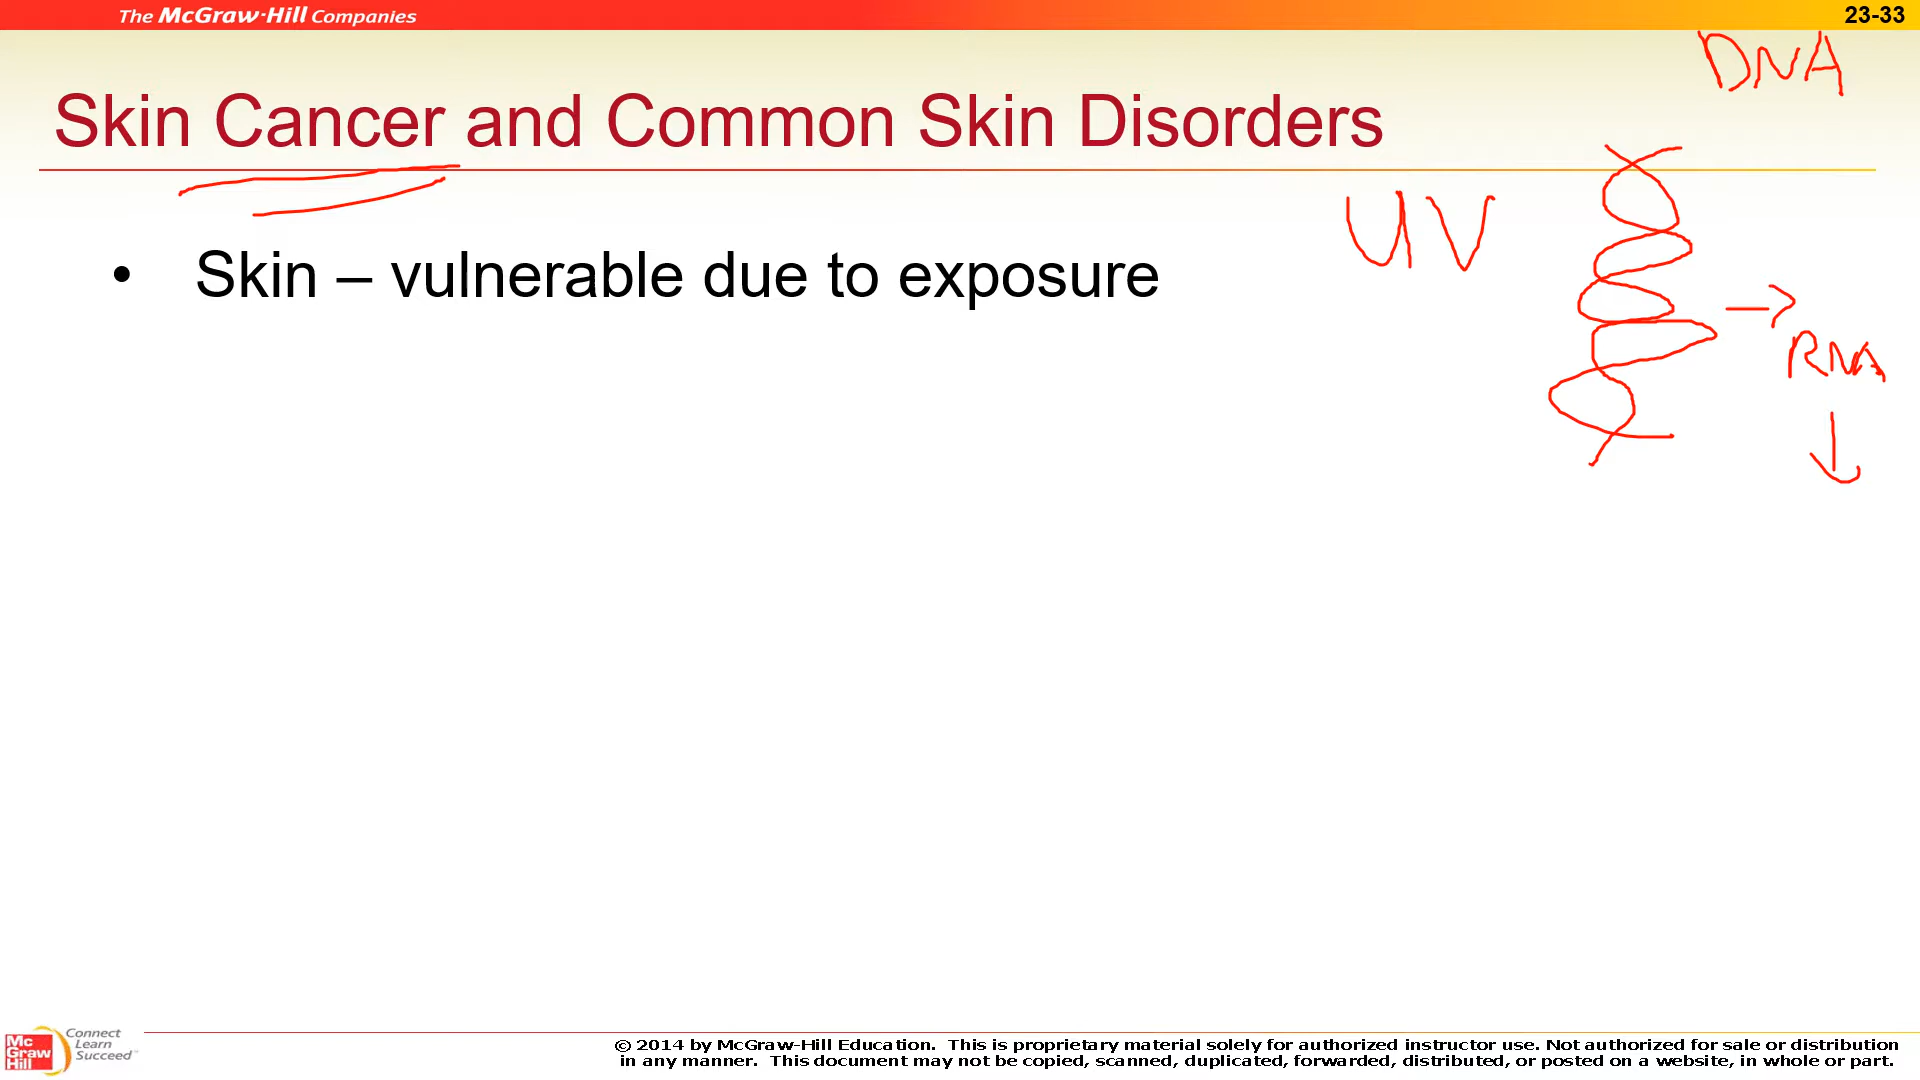 The McGraw-Hill Companies
23-33
DNA
Skin Cancer and Common Skin Disorders
UV
• Skin – vulnerable due to exposure
RNA
Mc
Graw
Hill
Connect
Learn
Succeed™
© 2014 by McGraw-Hill Education. This is proprietary material solely for authorized instructor use. Not authorized for sale or distribution
in any manner. This document may not be copied, scanned, duplicated, forwarded, distributed, or posted on a website, in whole or part.